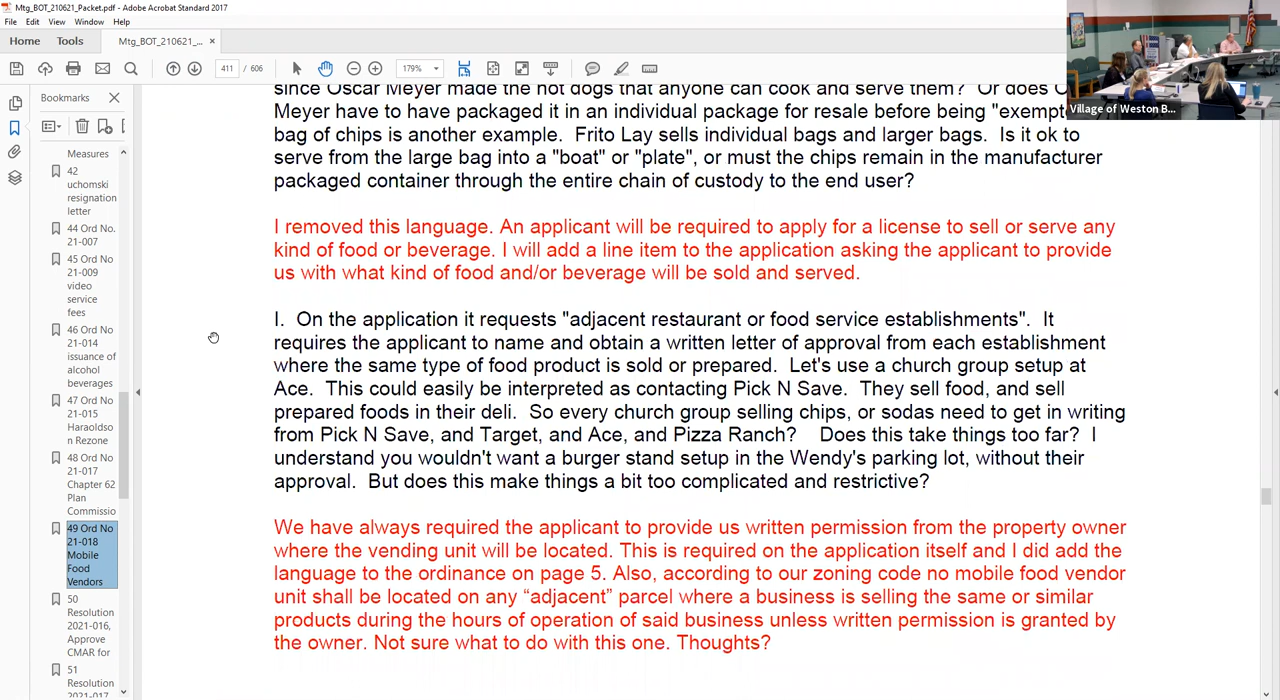 Mtg_BOT_210621_Packet.pdf - Adobe Acrobat Standard 2017
File Edit View Window Help
Home Tools Mtg_BOT_210621_... ×
411 / 606 179%
Bookmarks
Measures
42
uchomski
resignation
letter
44 Ord No.
21-007
45 Ord No
21-009
video
service
fees
46 Ord No
21-014
issuance of
alcohol
beverages
47 Ord No
21-015
Haraoldso
n Rezone
48 Ord No
21-017
Chapter 62
Plan
Commissio
49 Ord No
21-018
Mobile
Food
Vendors
50
Resolution
2021-016,
Approve
CMAR for
51
Resolution
2021-017
since Oscar Meyer made the hot dogs that anyone can cook and serve them? Or does O
Meyer have to have packaged it in an individual package for resale before being "exempt
bag of chips is another example. Frito Lay sells individual bags and larger bags. Is it ok to
serve from the large bag into a "boat" or "plate", or must the chips remain in the manufacturer
packaged container through the entire chain of custody to the end user?
I removed this language. An applicant will be required to apply for a license to sell or serve any
kind of food or beverage. I will add a line item to the application asking the applicant to provide
us with what kind of food and/or beverage will be sold and served.
I. On the application it requests "adjacent restaurant or food service establishments". It
requires the applicant to name and obtain a written letter of approval from each establishment
where the same type of food product is sold or prepared. Let's use a church group setup at
Ace. This could easily be interpreted as contacting Pick N Save. They sell food, and sell
prepared foods in their deli. So every church group selling chips, or sodas need to get in writing
from Pick N Save, and Target, and Ace, and Pizza Ranch? Does this take things too far? I
understand you wouldn't want a burger stand setup in the Wendy's parking lot, without their
approval. But does this make things a bit too complicated and restrictive?
We have always required the applicant to provide us written permission from the property owner
where the vending unit will be located. This is required on the application itself and I did add the
language to the ordinance on page 5. Also, according to our zoning code no mobile food vendor
unit shall be located on any “adjacent” parcel where a business is selling the same or similar
products during the hours of operation of said business unless written permission is granted by
the owner. Not sure what to do with this one. Thoughts?
Village of Weston B...